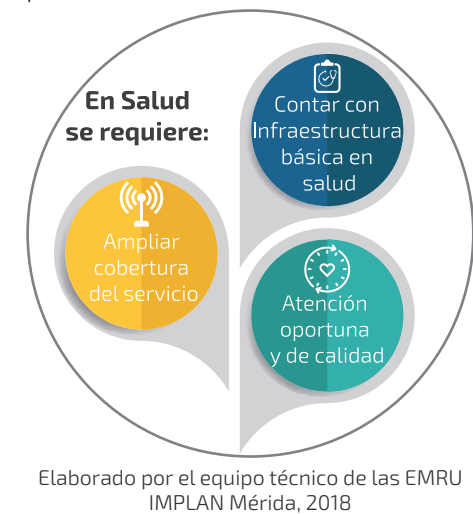 En Salud
se requiere:
Contar con
Infraestructura
básica en
salud
Ampliar
cobertura
del servicio
Atención
oportuna
y de calidad
Elaborado por el equipo técnico de las EMRU
IMPLAN Mérida, 2018